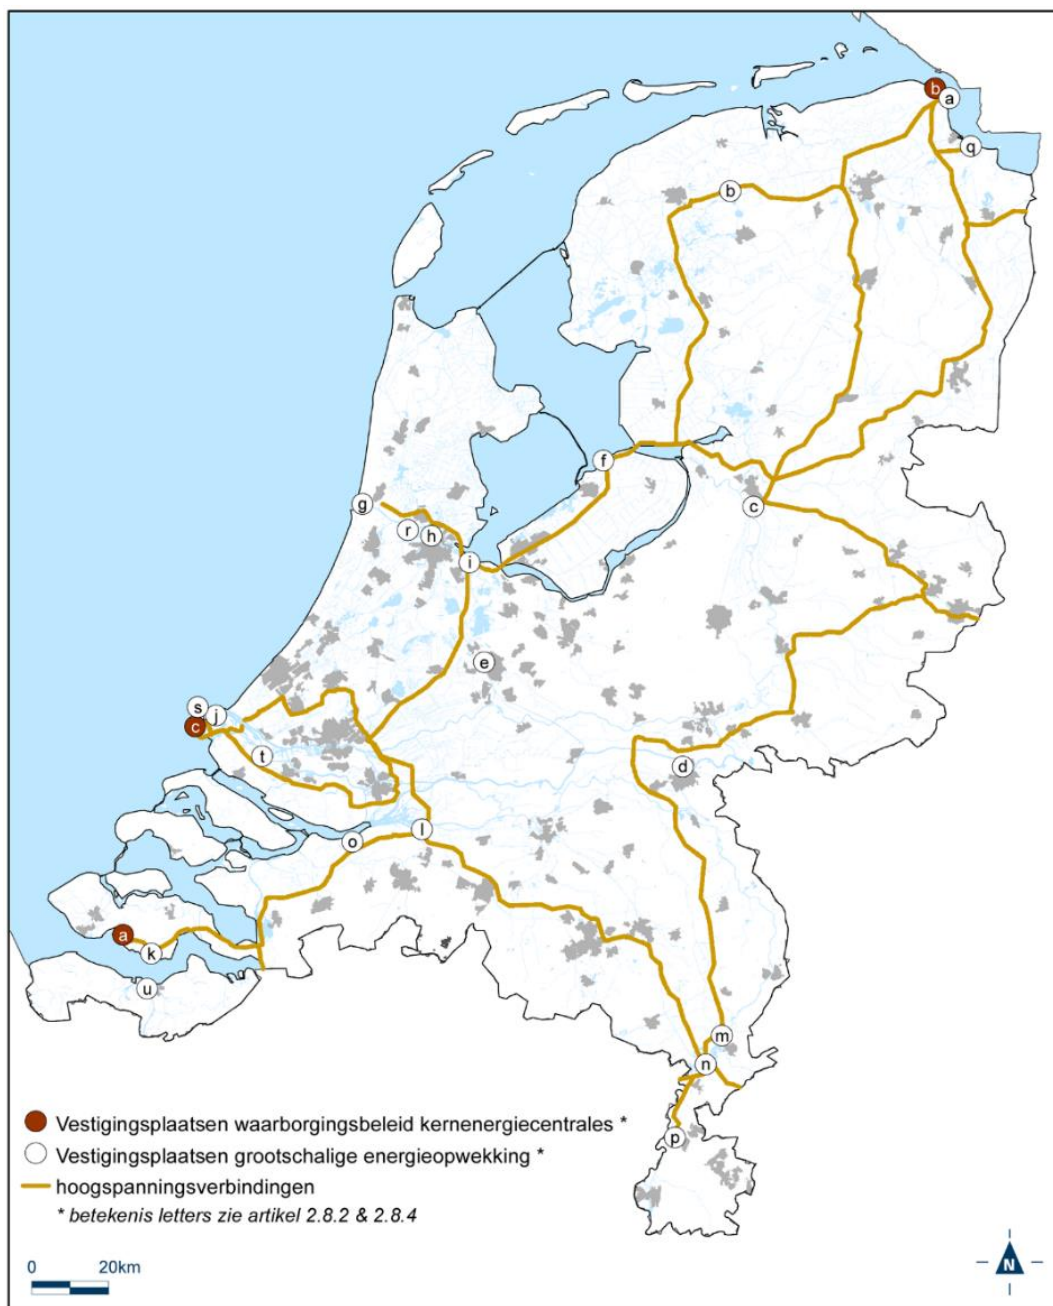 b
a
q
b
f
c
g
r
h
i
e
s
j
c
t
d
l
o
a
k
u
m
n
p
Vestigingsplaatsen waarborgingsbeleid kernenergiecentrales *
Vestigingsplaatsen grootschalige energieopwekking *
hoogspanningsverbindingen
* betekenis letters zie artikel 2.8.2 & 2.8.4
0 20km
N